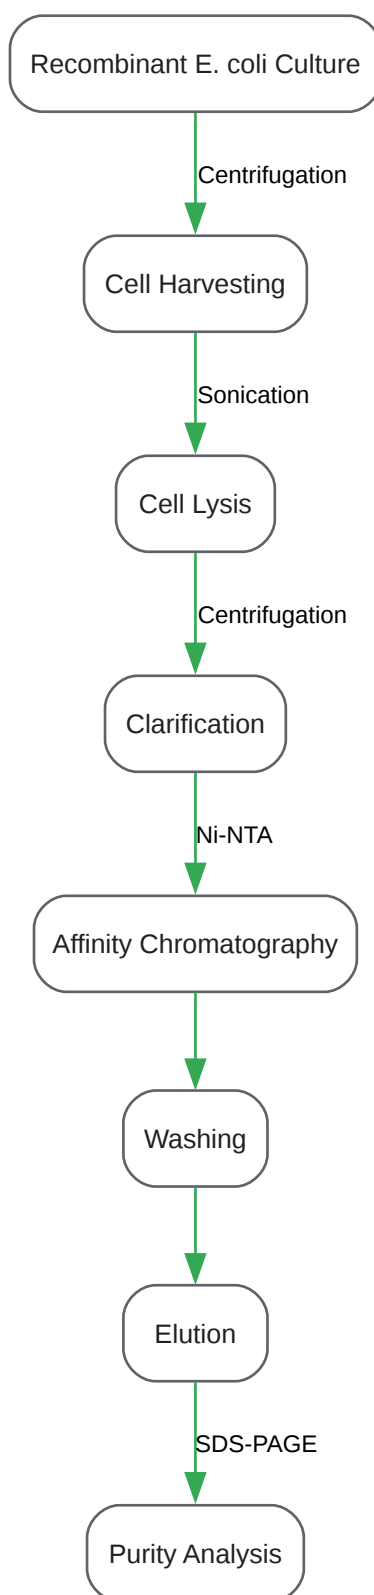 Recombinant E. coli Culture
Centrifugation
Cell Harvesting
Sonication
Cell Lysis
Centrifugation
Clarification
Ni-NTA
Affinity Chromatography
Washing
Elution
SDS-PAGE
Purity Analysis